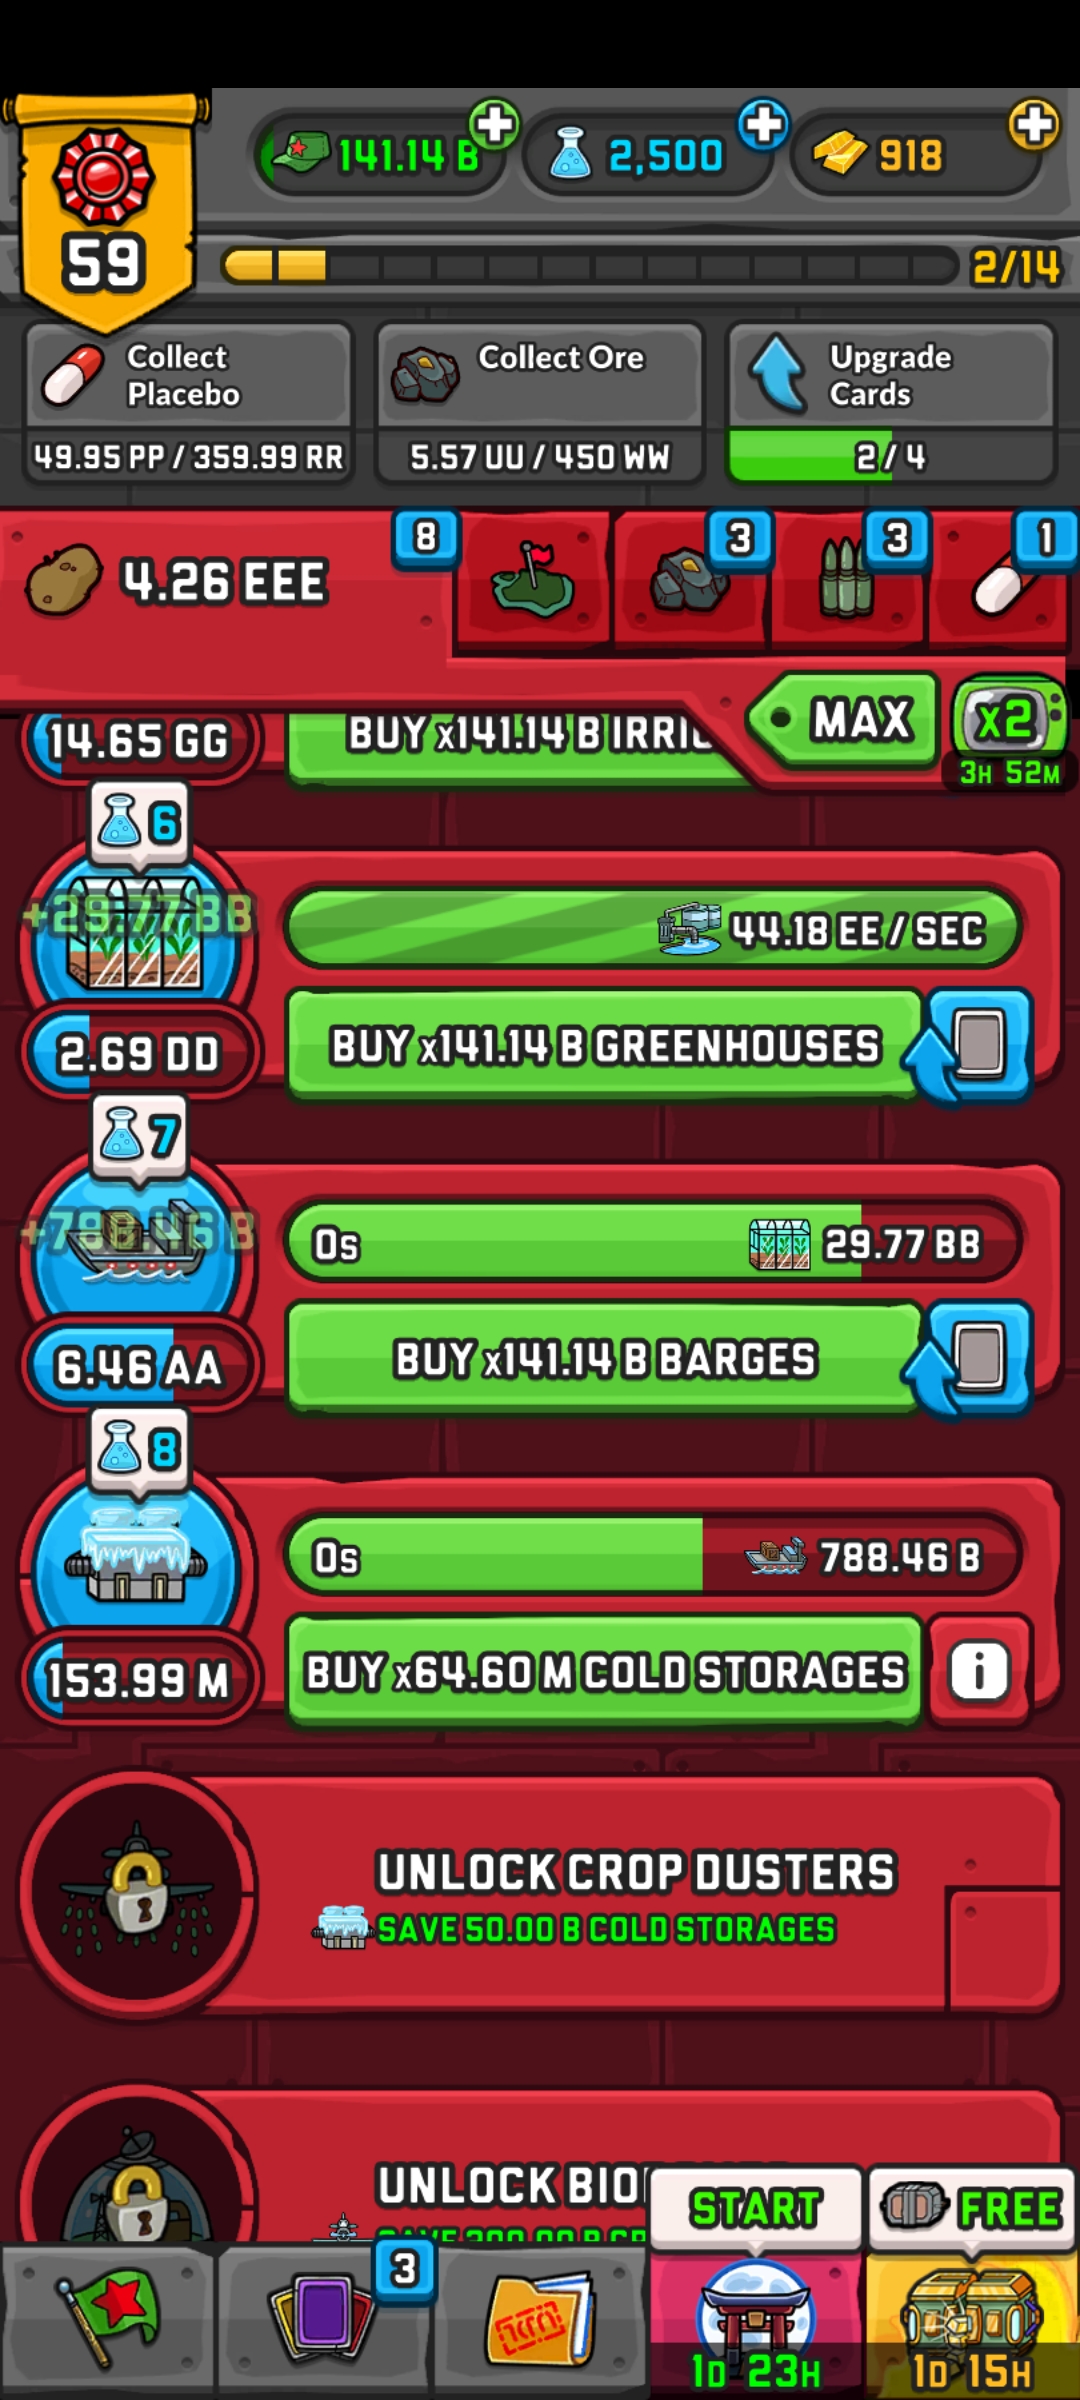 141.14 B
2,500
918
59
2/14
Collect Placebo
49.95 PP / 359.99 RR
Collect Ore
5.57 UU / 450 WW
Upgrade Cards
2 / 4
4.26 EEE
8
3
3
1
MAX
x2
3H 52M
14.65 GG
BUY x141.14 B
6
+29.77 BB
44.18 EE / SEC
2.69 DD
BUY x141.14 B GREENHOUSES
7
+788.46 B
0s
29.77 BB
6.46 AA
BUY x141.14 B BARGES
8
0s
788.46 B
153.99 M
BUY x64.60 M COLD STORAGES
i
UNLOCK CROP DUSTERS
SAVE 50.00 B COLD STORAGES
UNLOCK
START
FREE
3
1D 23H
1D 15H